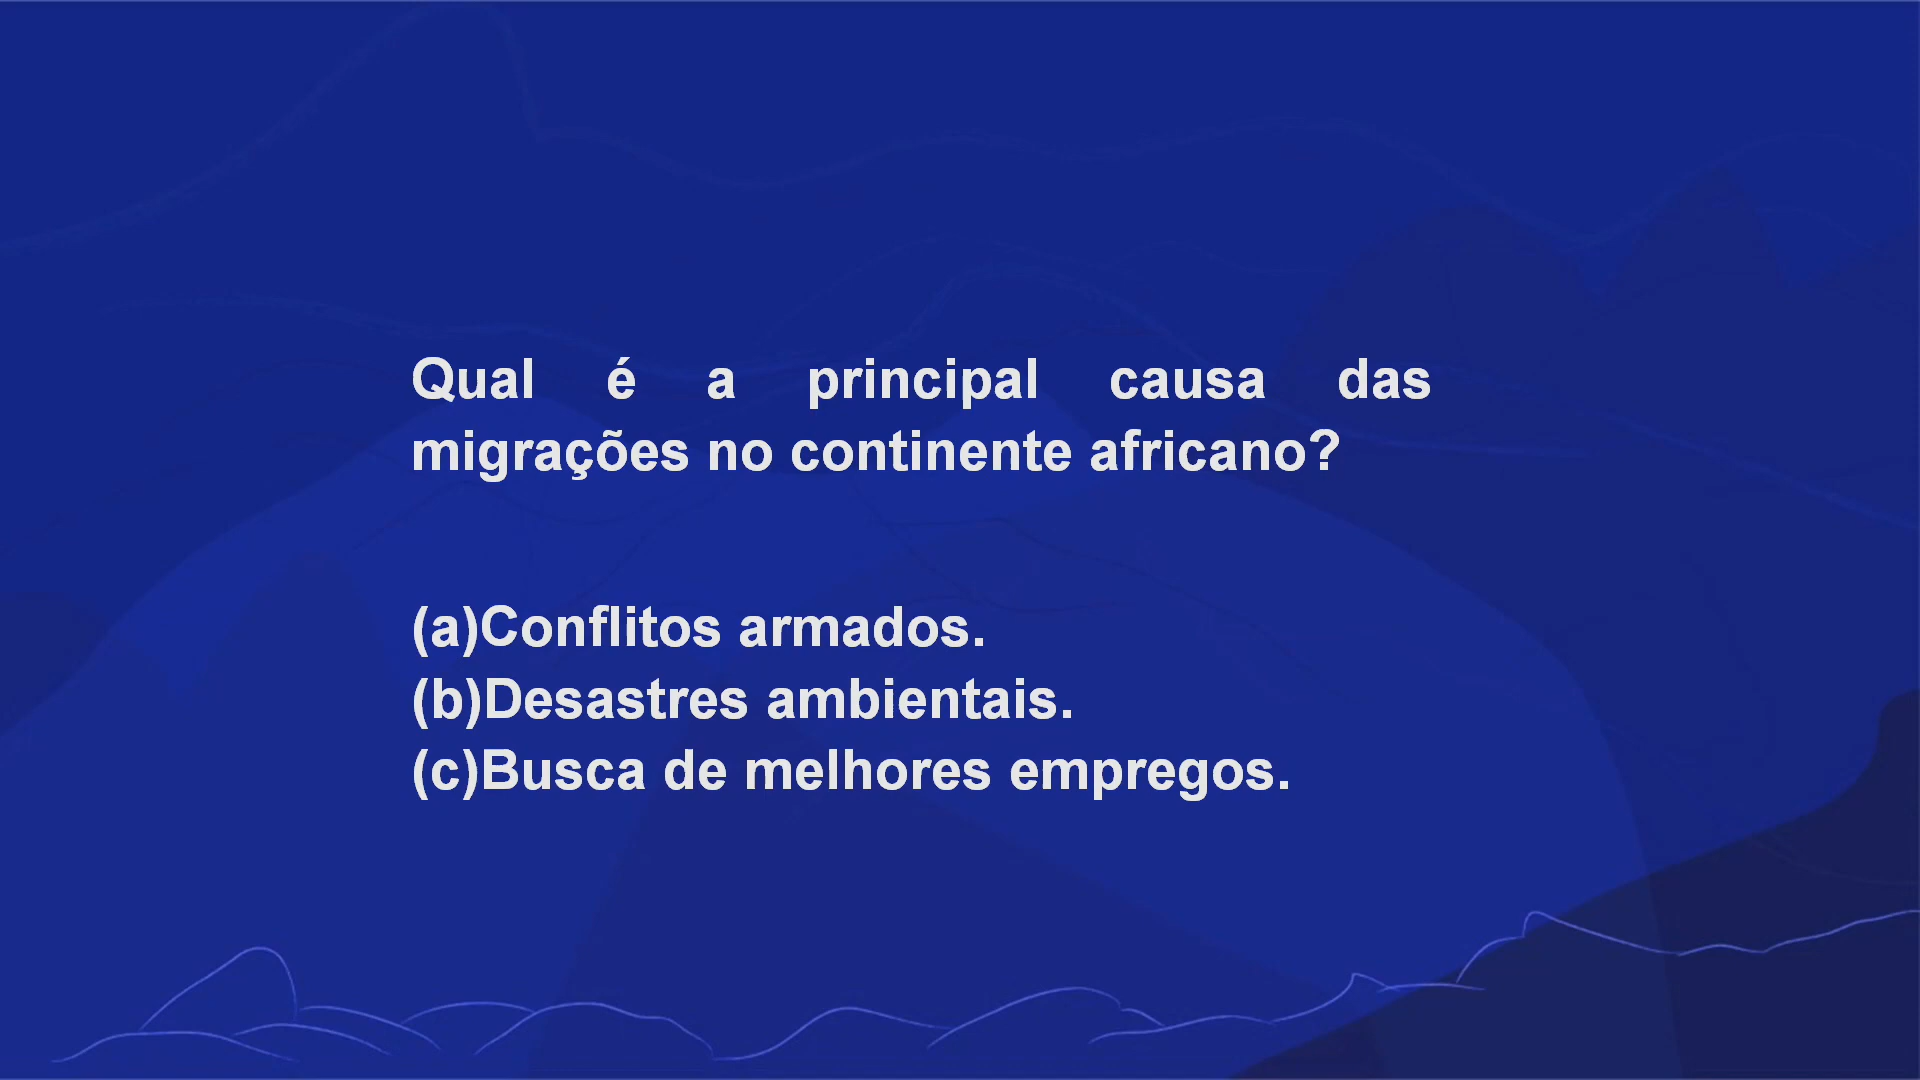 Qual é a principal causa das
migrações no continente africano?
(a)Conflitos armados.
(b)Desastres ambientais.
(c)Busca de melhores empregos.